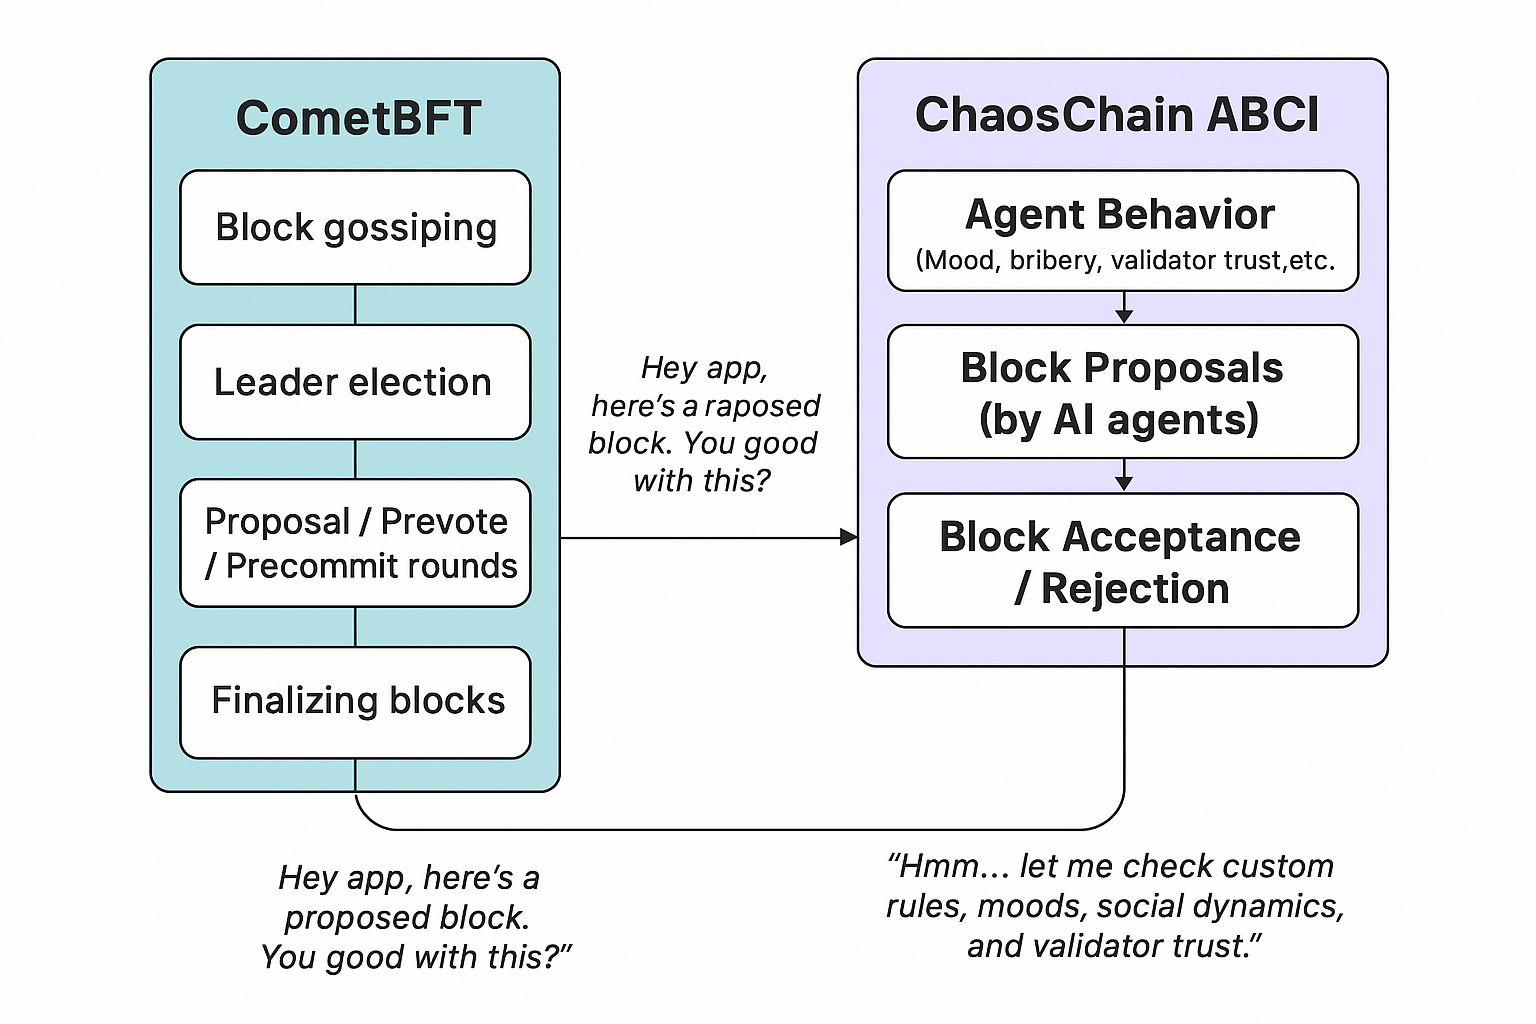 CometBFT
Block gossiping
Leader election
Proposal / Prevote
/ Precommit rounds
Finalizing blocks
Hey app,
here's a raposed
block. You good
with this?
ChaosChain ABCI
Agent Behavior
(Mood, bribery, validator trust,etc.
Block Proposals
(by AI agents)
Block Acceptance
/ Rejection
Hey app, here's a
proposed block.
You good with this?”
“Hmm... let me check custom
rules, moods, social dynamics,
and validator trust.”